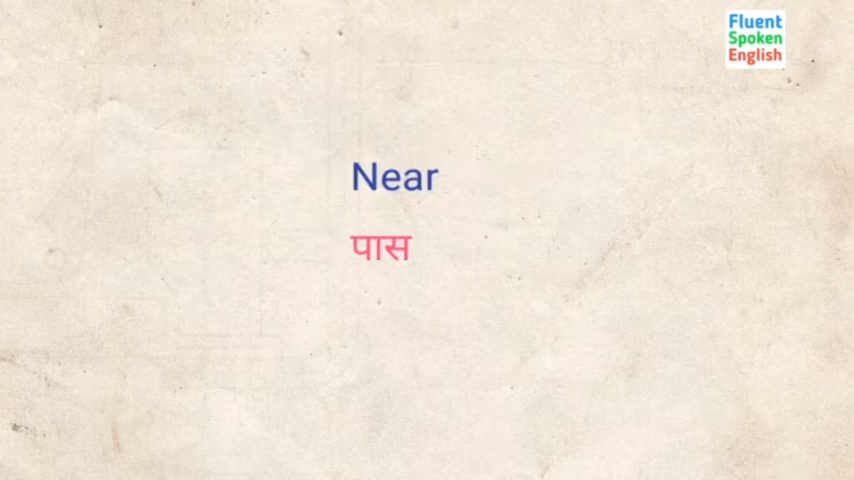 Fluent
Spoken
English
Near
पास